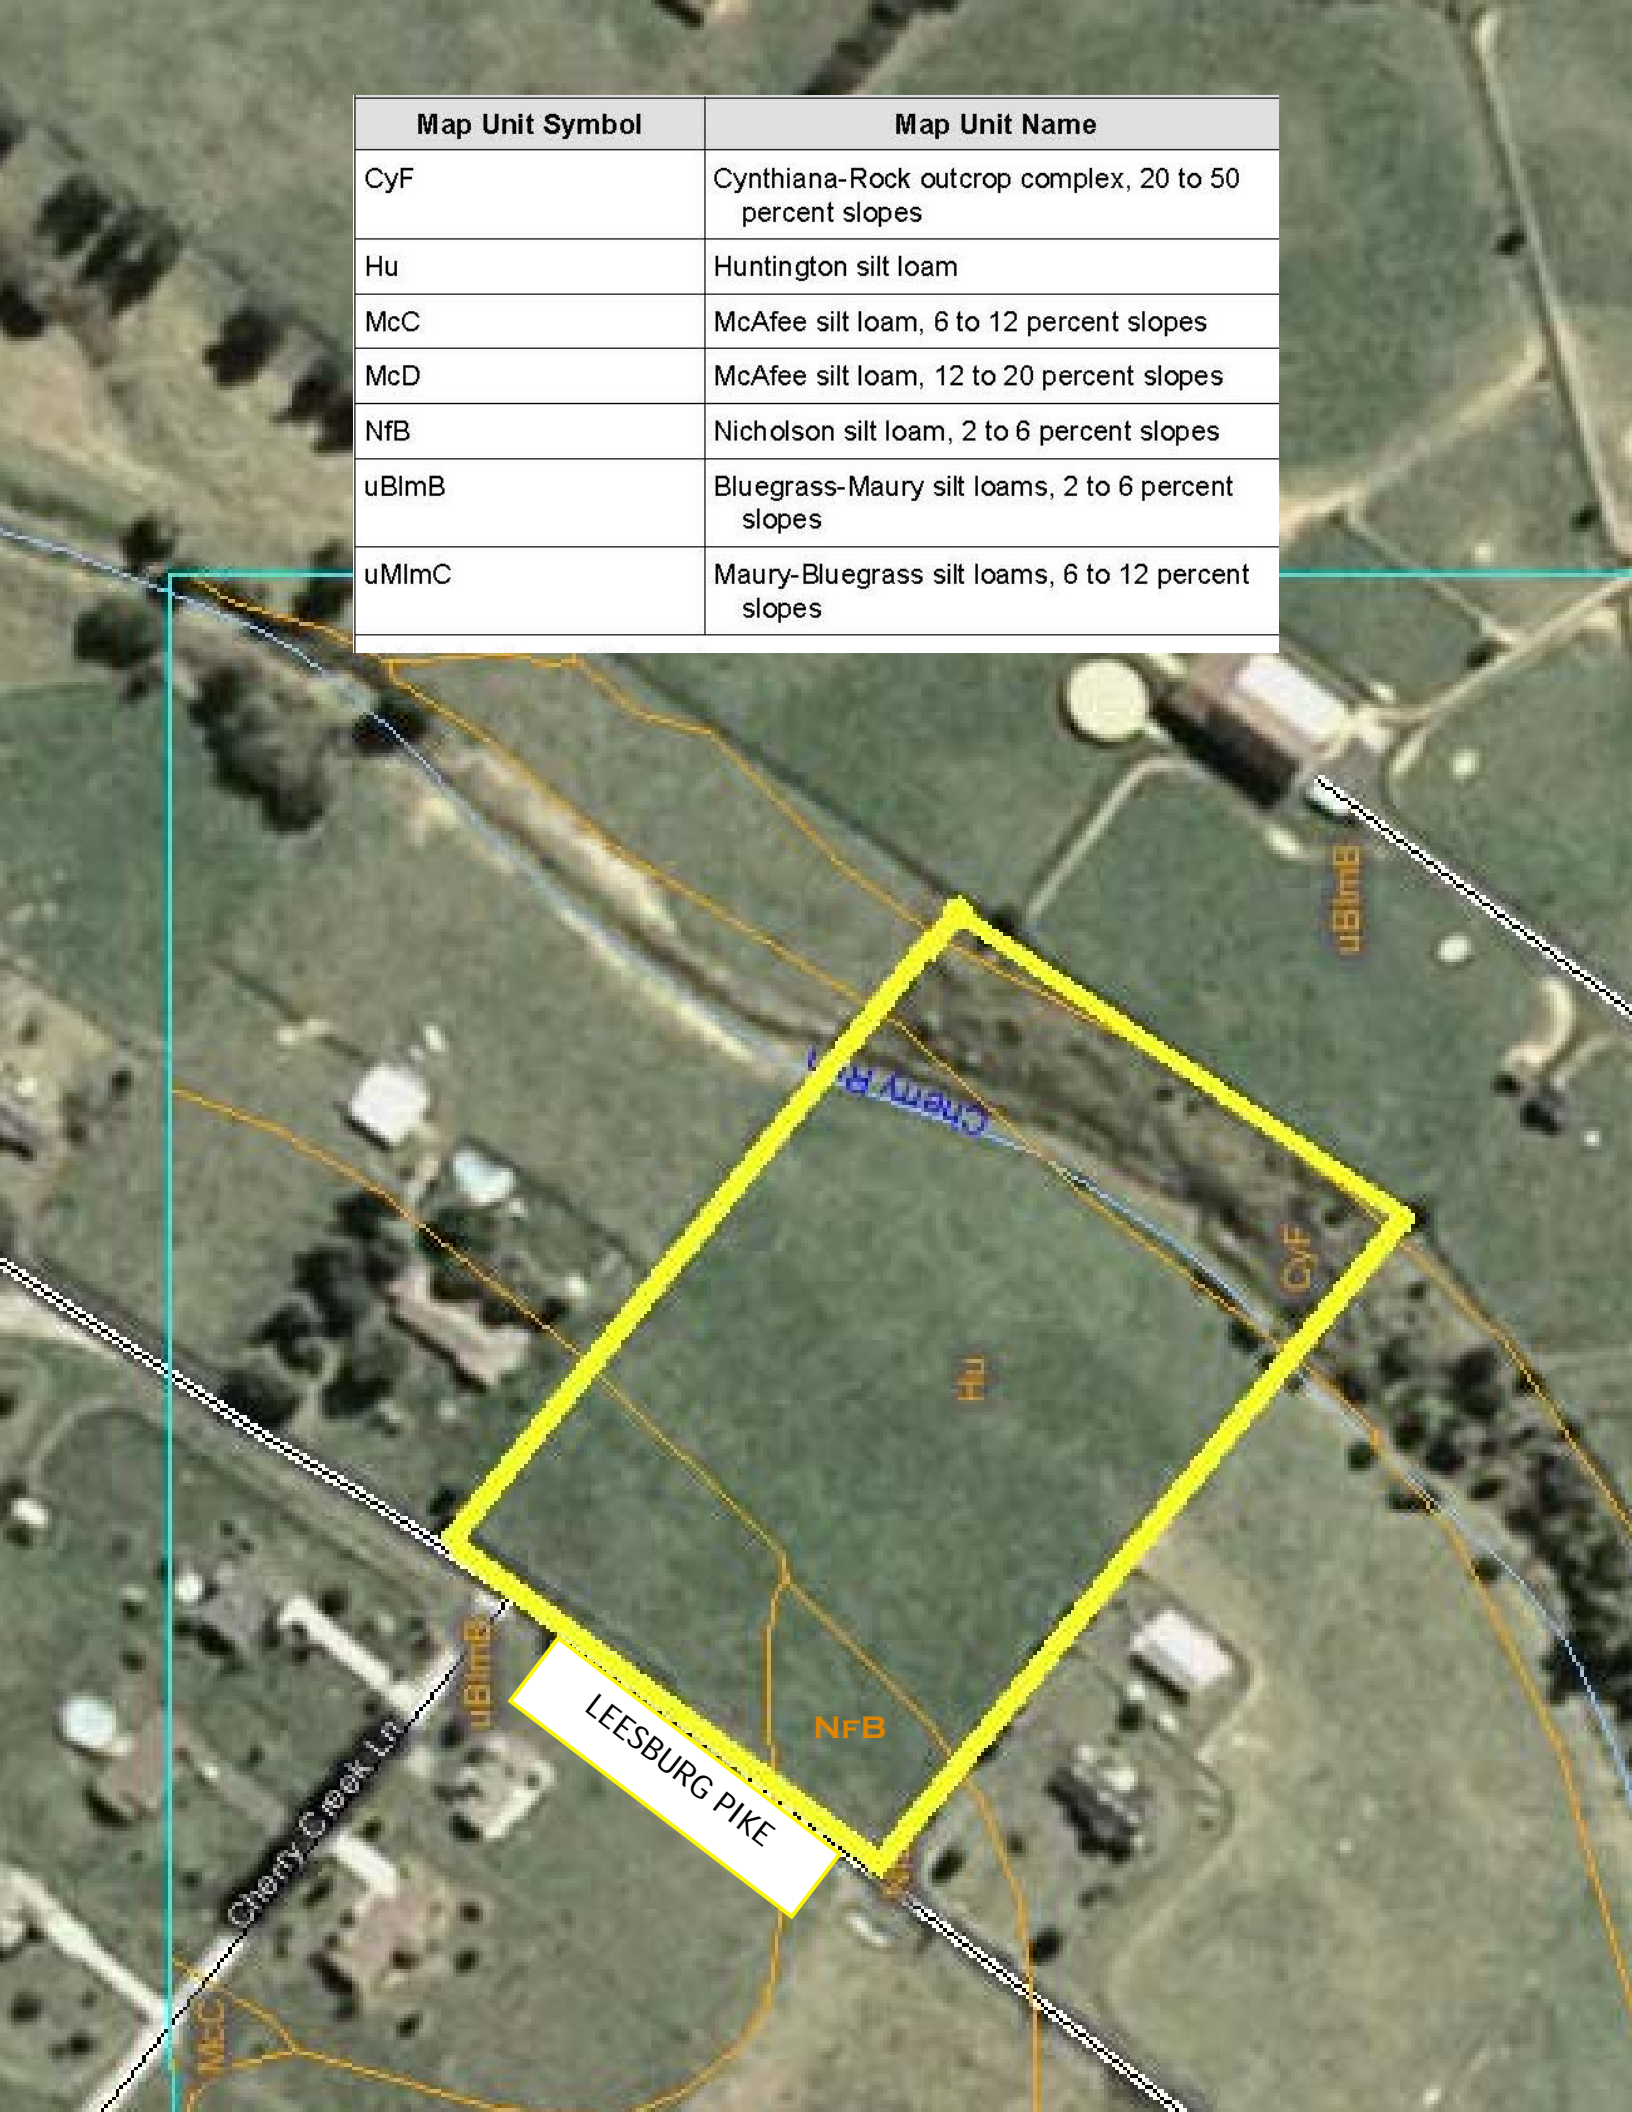 Map Unit Symbol Map Unit Name
CyF Cynthiana-Rock outcrop complex, 20 to 50
percent slopes
Hu Huntington silt loam
McC McAfee silt loam, 6 to 12 percent slopes
McD McAfee silt loam, 12 to 20 percent slopes
NfB Nicholson silt loam, 2 to 6 percent slopes
uBlmB Bluegrass-Maury silt loams, 2 to 6 percent
slopes
uMlmC Maury-Bluegrass silt loams, 6 to 12 percent
slopes
uBlmB
Cherry
CyF
Hu
uBlmB
NFB
LEESBURG PIKE
Cherry Creek Ln
McC